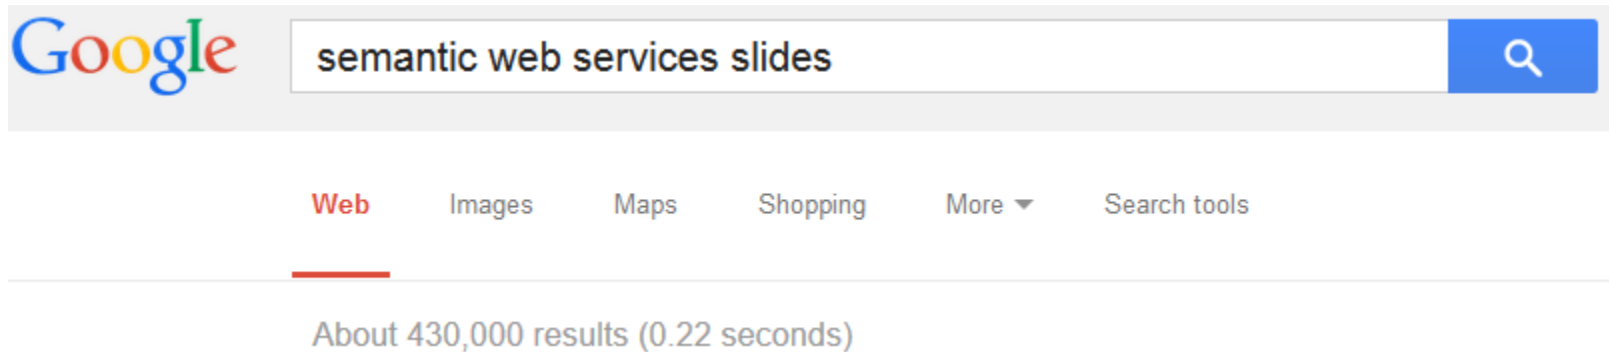 Google semantic web services slides
Web Images Maps Shopping More Search tools
About 430,000 results (0.22 seconds)